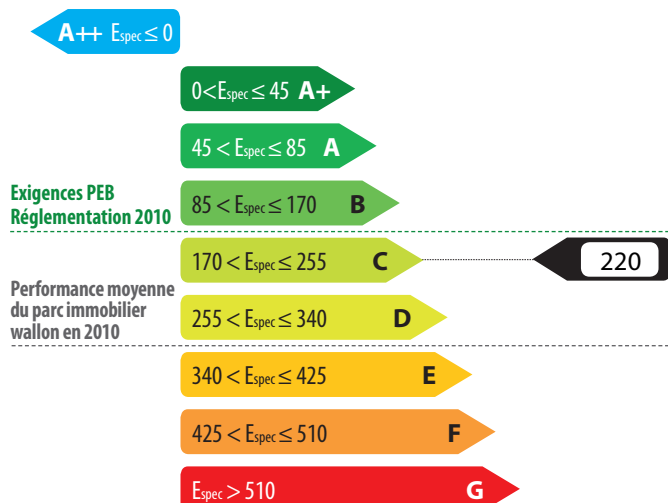 A++ Espec ≤ 0
0<Espec ≤ 45 A+
45 < Espec ≤ 85 A
Exigences PEB
Réglementation 2010
85 < Espec ≤ 170 B
170 < Espec ≤ 255 C
220
Performance moyenne
du parc immobilier
wallon en 2010
255 < Espec ≤ 340 D
340 < Espec ≤ 425 E
425 < Espec ≤ 510 F
Espec > 510 G